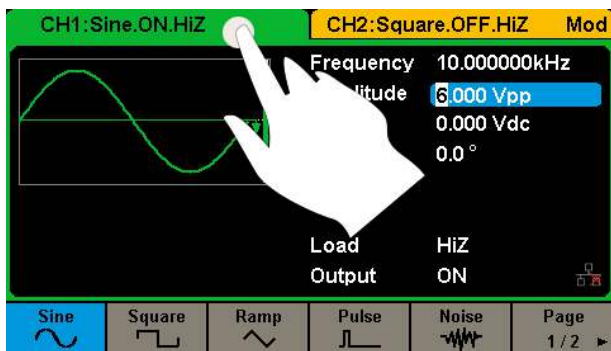 CH1:Sine.ON.HiZ CH2:Square.OFF.HiZ Mod
Frequency 10.000000kHz
6.000 Vpp
0.000 Vdc
0.0 °
Load HiZ
Output ON
Sine Square Ramp Pulse Noise Page
1/2